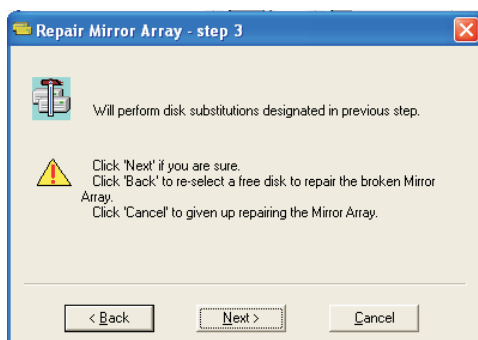 Repair Mirror Array - step 3
Will perform disk substitutions designated in previous step.
Click 'Next' if you are sure.
Click 'Back' to re-select a free disk to repair the broken Mirror
Array.
Click 'Cancel' to given up repairing the Mirror Array.
< Back
Next >
Cancel